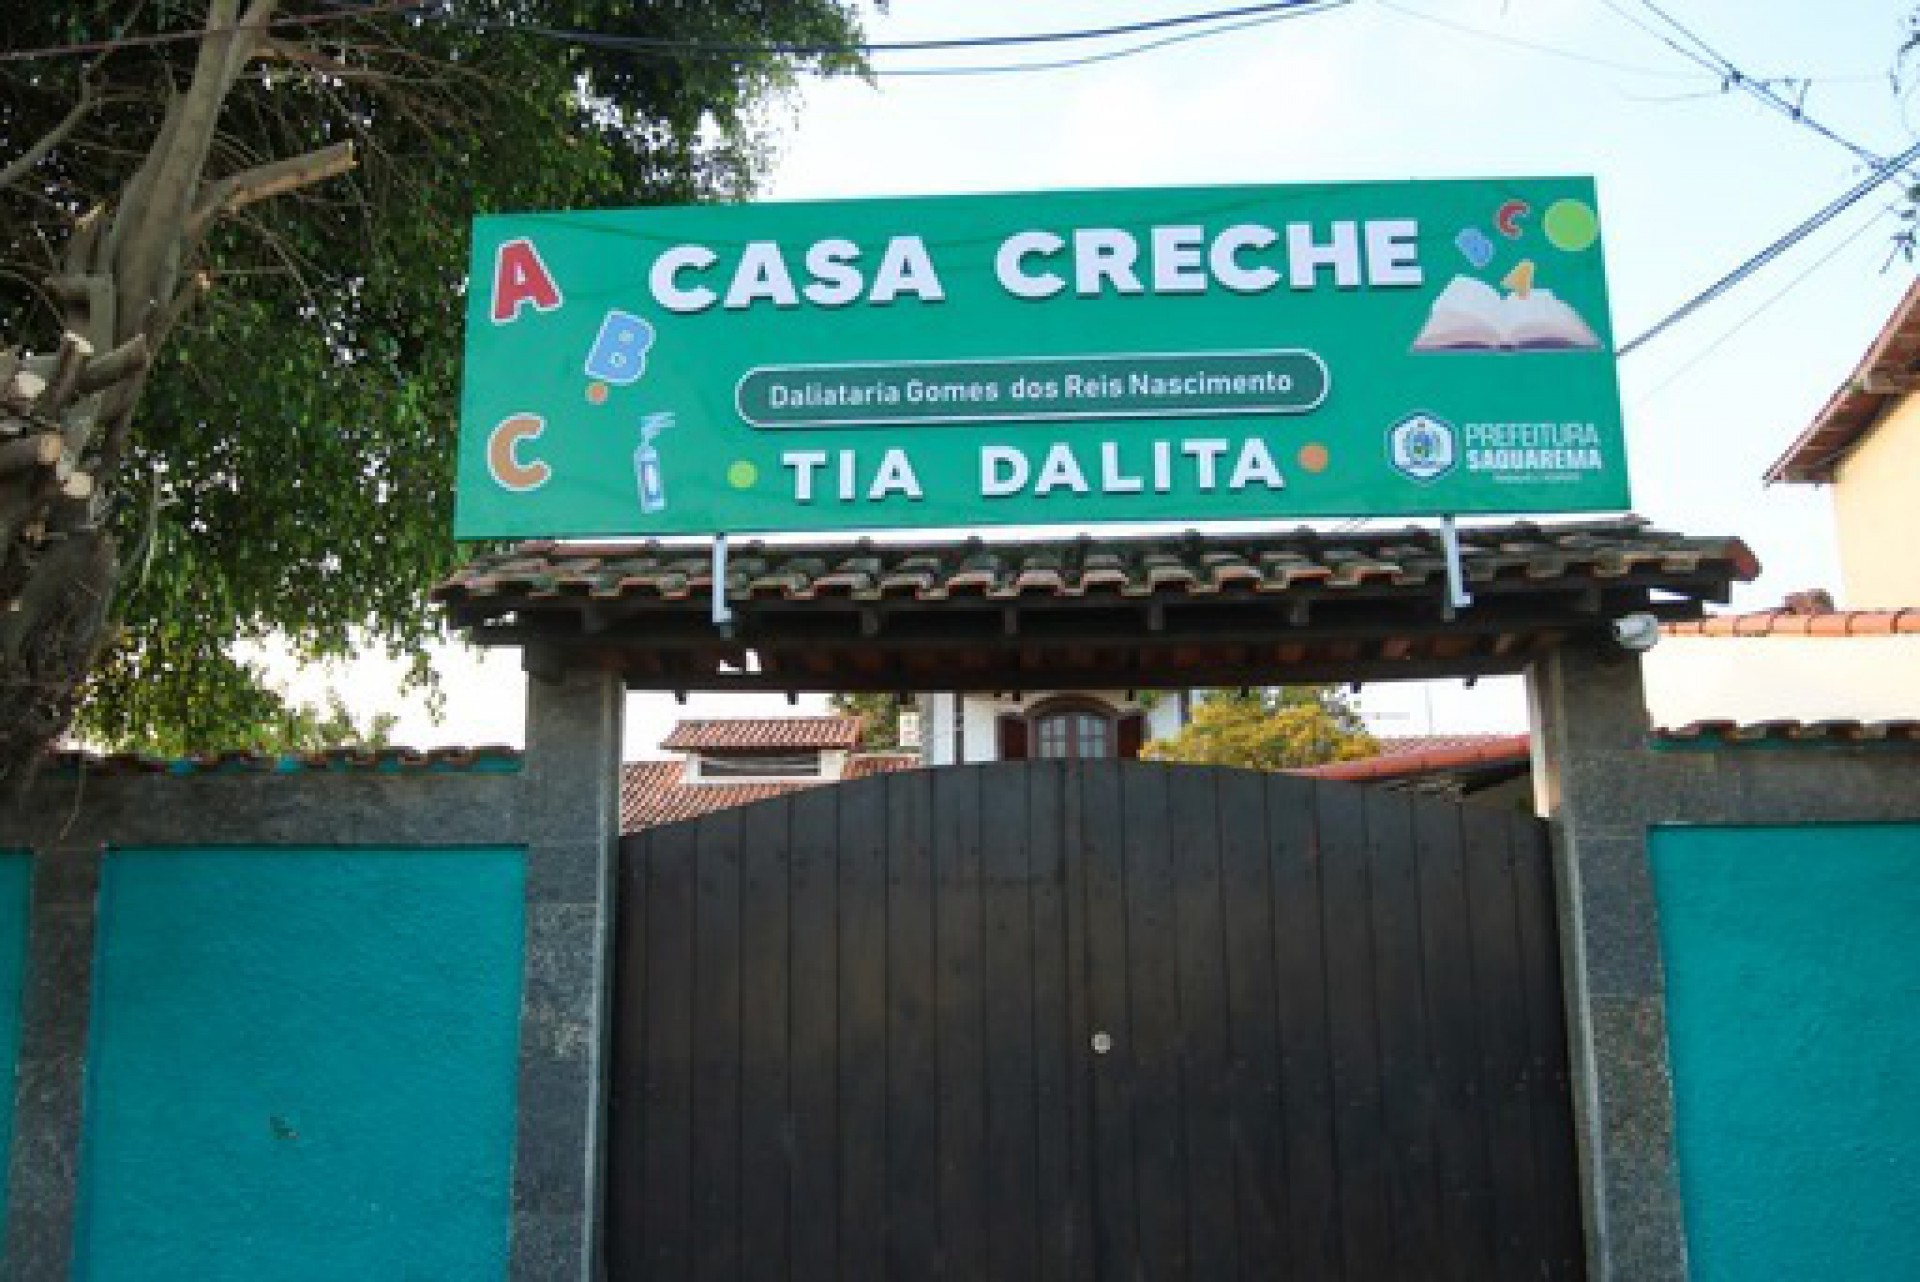 A
B
C
CASA CRECHE
B C A
Daliataria Gomes dos Reis Nascimento
TIA DALITA
PREFEITURA
SAQUAREMA